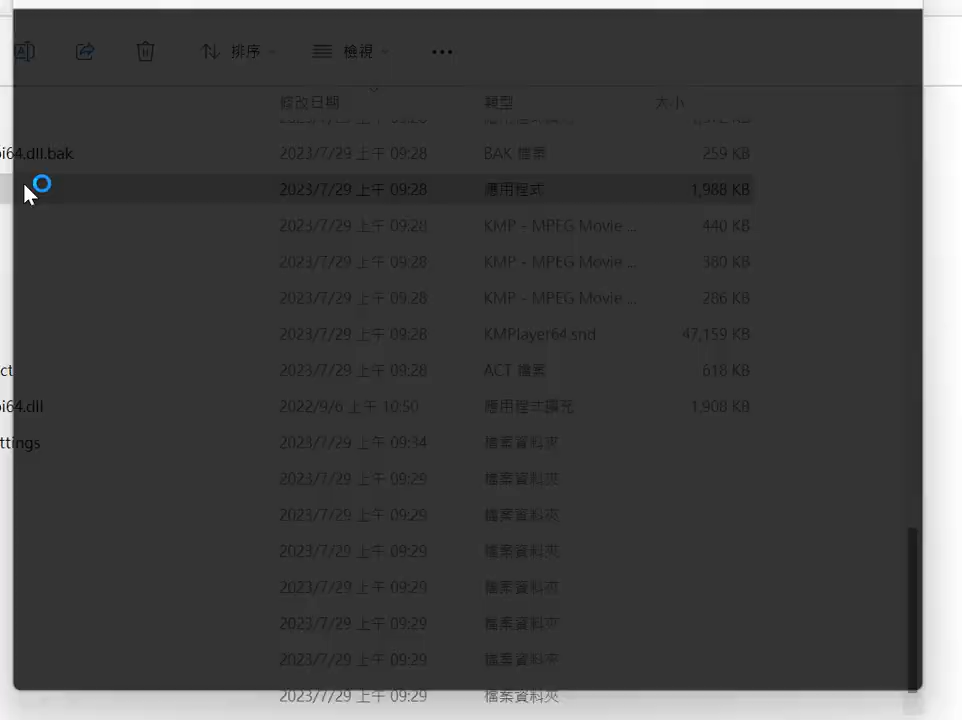 排序 檢視
修改日期 類型 大小
i64.dll.bak 2023/7/29 上午 09:28 BAK 檔案 259 KB
2023/7/29 上午 09:28 應用程式 1,988 KB
2023/7/29 上午 09:28 KMP - MPEG Movie ... 440 KB
2023/7/29 上午 09:28 KMP - MPEG Movie ... 380 KB
2023/7/29 上午 09:28 KMP - MPEG Movie ... 286 KB
2023/7/29 上午 09:28 KMPlayer64.snd 47,159 KB
ct 2023/7/29 上午 09:28 ACT 檔案 618 KB
i64.dll 2022/9/6 上午 10:50 應用程式擴充 1,908 KB
ttings 2023/7/29 上午 09:34 檔案資料夾
2023/7/29 上午 09:29 檔案資料夾
2023/7/29 上午 09:29 檔案資料夾
2023/7/29 上午 09:29 檔案資料夾
2023/7/29 上午 09:29 檔案資料夾
2023/7/29 上午 09:29 檔案資料夾
2023/7/29 上午 09:29 檔案資料夾
2023/7/29 上午 09:29 檔案資料夾